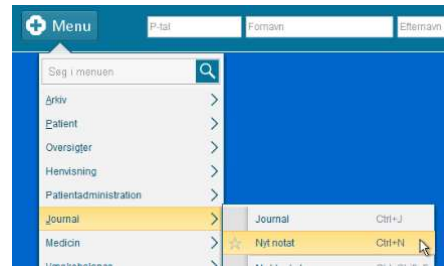 Menu
P-tal
Fornavn
Efternavn
Søg i menuen
Arkiv
Patient
Oversigter
Henvisning
Patientadministration
Journal
Journal Ctrl+J
Medicin
Nyt notat Ctrl+N